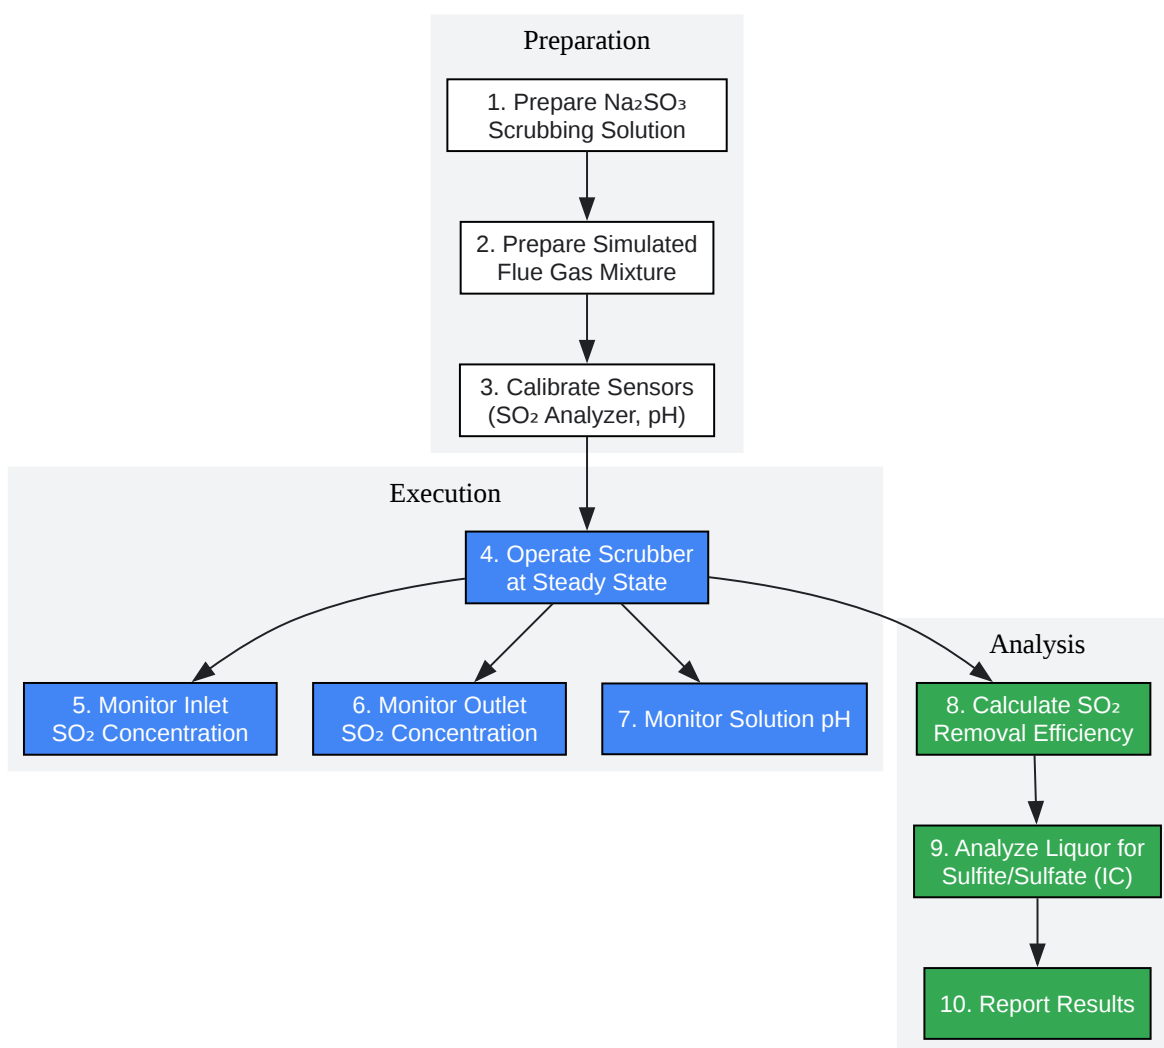 Preparation
1. Prepare Na₂SO₃
Scrubbing Solution
2. Prepare Simulated
Flue Gas Mixture
3. Calibrate Sensors
(SO₂ Analyzer, pH)
Execution
4. Operate Scrubber
at Steady State
5. Monitor Inlet
SO₂ Concentration
6. Monitor Outlet
SO₂ Concentration
7. Monitor Solution pH
Analysis
8. Calculate SO₂
Removal Efficiency
9. Analyze Liquor for
Sulfite/Sulfate (IC)
10. Report Results